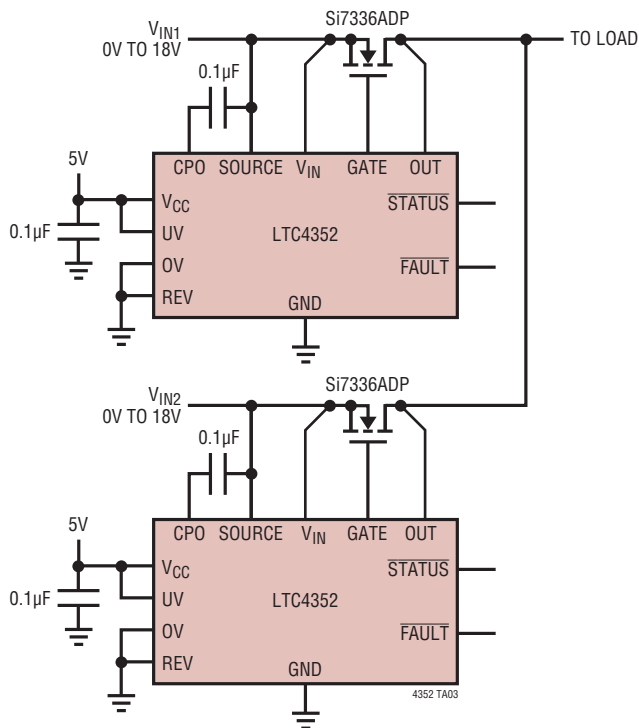 Si7336ADP
VIN1
0V TO 18V
TO LOAD
0.1µF
5V
CPO SOURCE VIN GATE OUT
VCC
STATUS
0.1µF
UV
LTC4352
OV
FAULT
REV
GND
Si7336ADP
VIN2
0V TO 18V
0.1µF
5V
CPO SOURCE VIN GATE OUT
VCC
STATUS
0.1µF
UV
LTC4352
OV
FAULT
REV
GND
4352 TA03